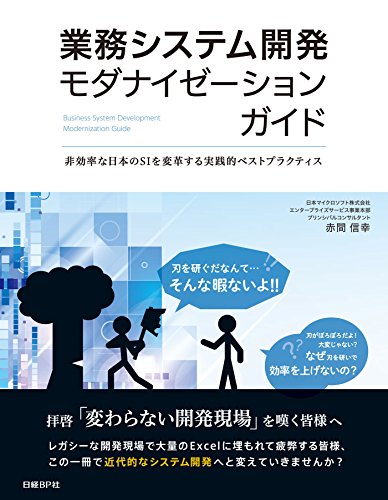 業務システム開発
モダナイゼーション
ガイド
Business System Development
Modernization Guide
非効率な日本のSIを変革する実践的ベストプラクティス
日本マイクロソフト株式会社
エンタープライズサービス事業本部
プリンシパルコンサルタント
赤間 信幸
刃を研ぐだなんて…
そんな暇ないよ!!
刃がぼろぼろだよ!
大変じゃない?
なぜ刃を研いで
効率を上げないの?
??
拝啓「変わらない開発現場」を嘆く皆様へ
レガシーな開発現場で大量のExcelに埋もれて疲弊する皆様、
この一冊で近代的なシステム開発へと変えていきませんか?
日経BP社